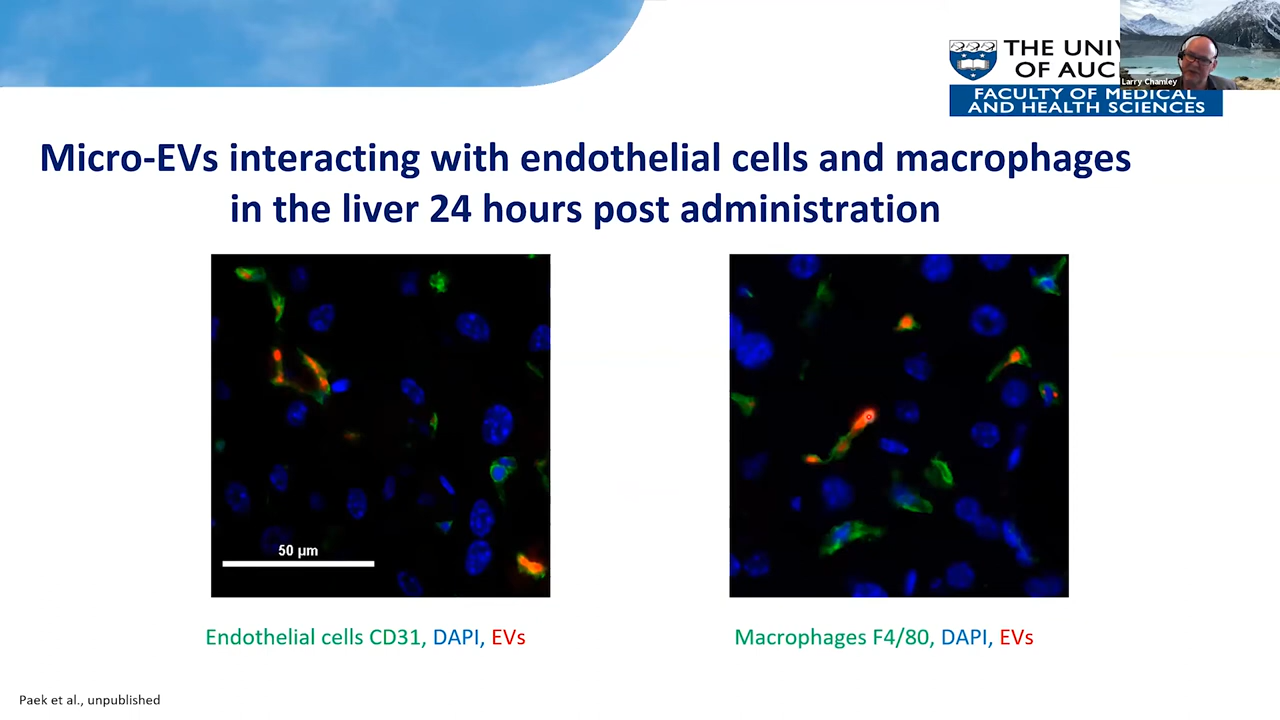 THE UNIV
OF AUC
Larry Chamley
FACULTY OF MEDICAL
AND HEALTH SCIENCES
Micro-EVs interacting with endothelial cells and macrophages
in the liver 24 hours post administration
50 µm
Endothelial cells CD31, DAPI, EVs
Macrophages F4/80, DAPI, EVs
Paek et al., unpublished